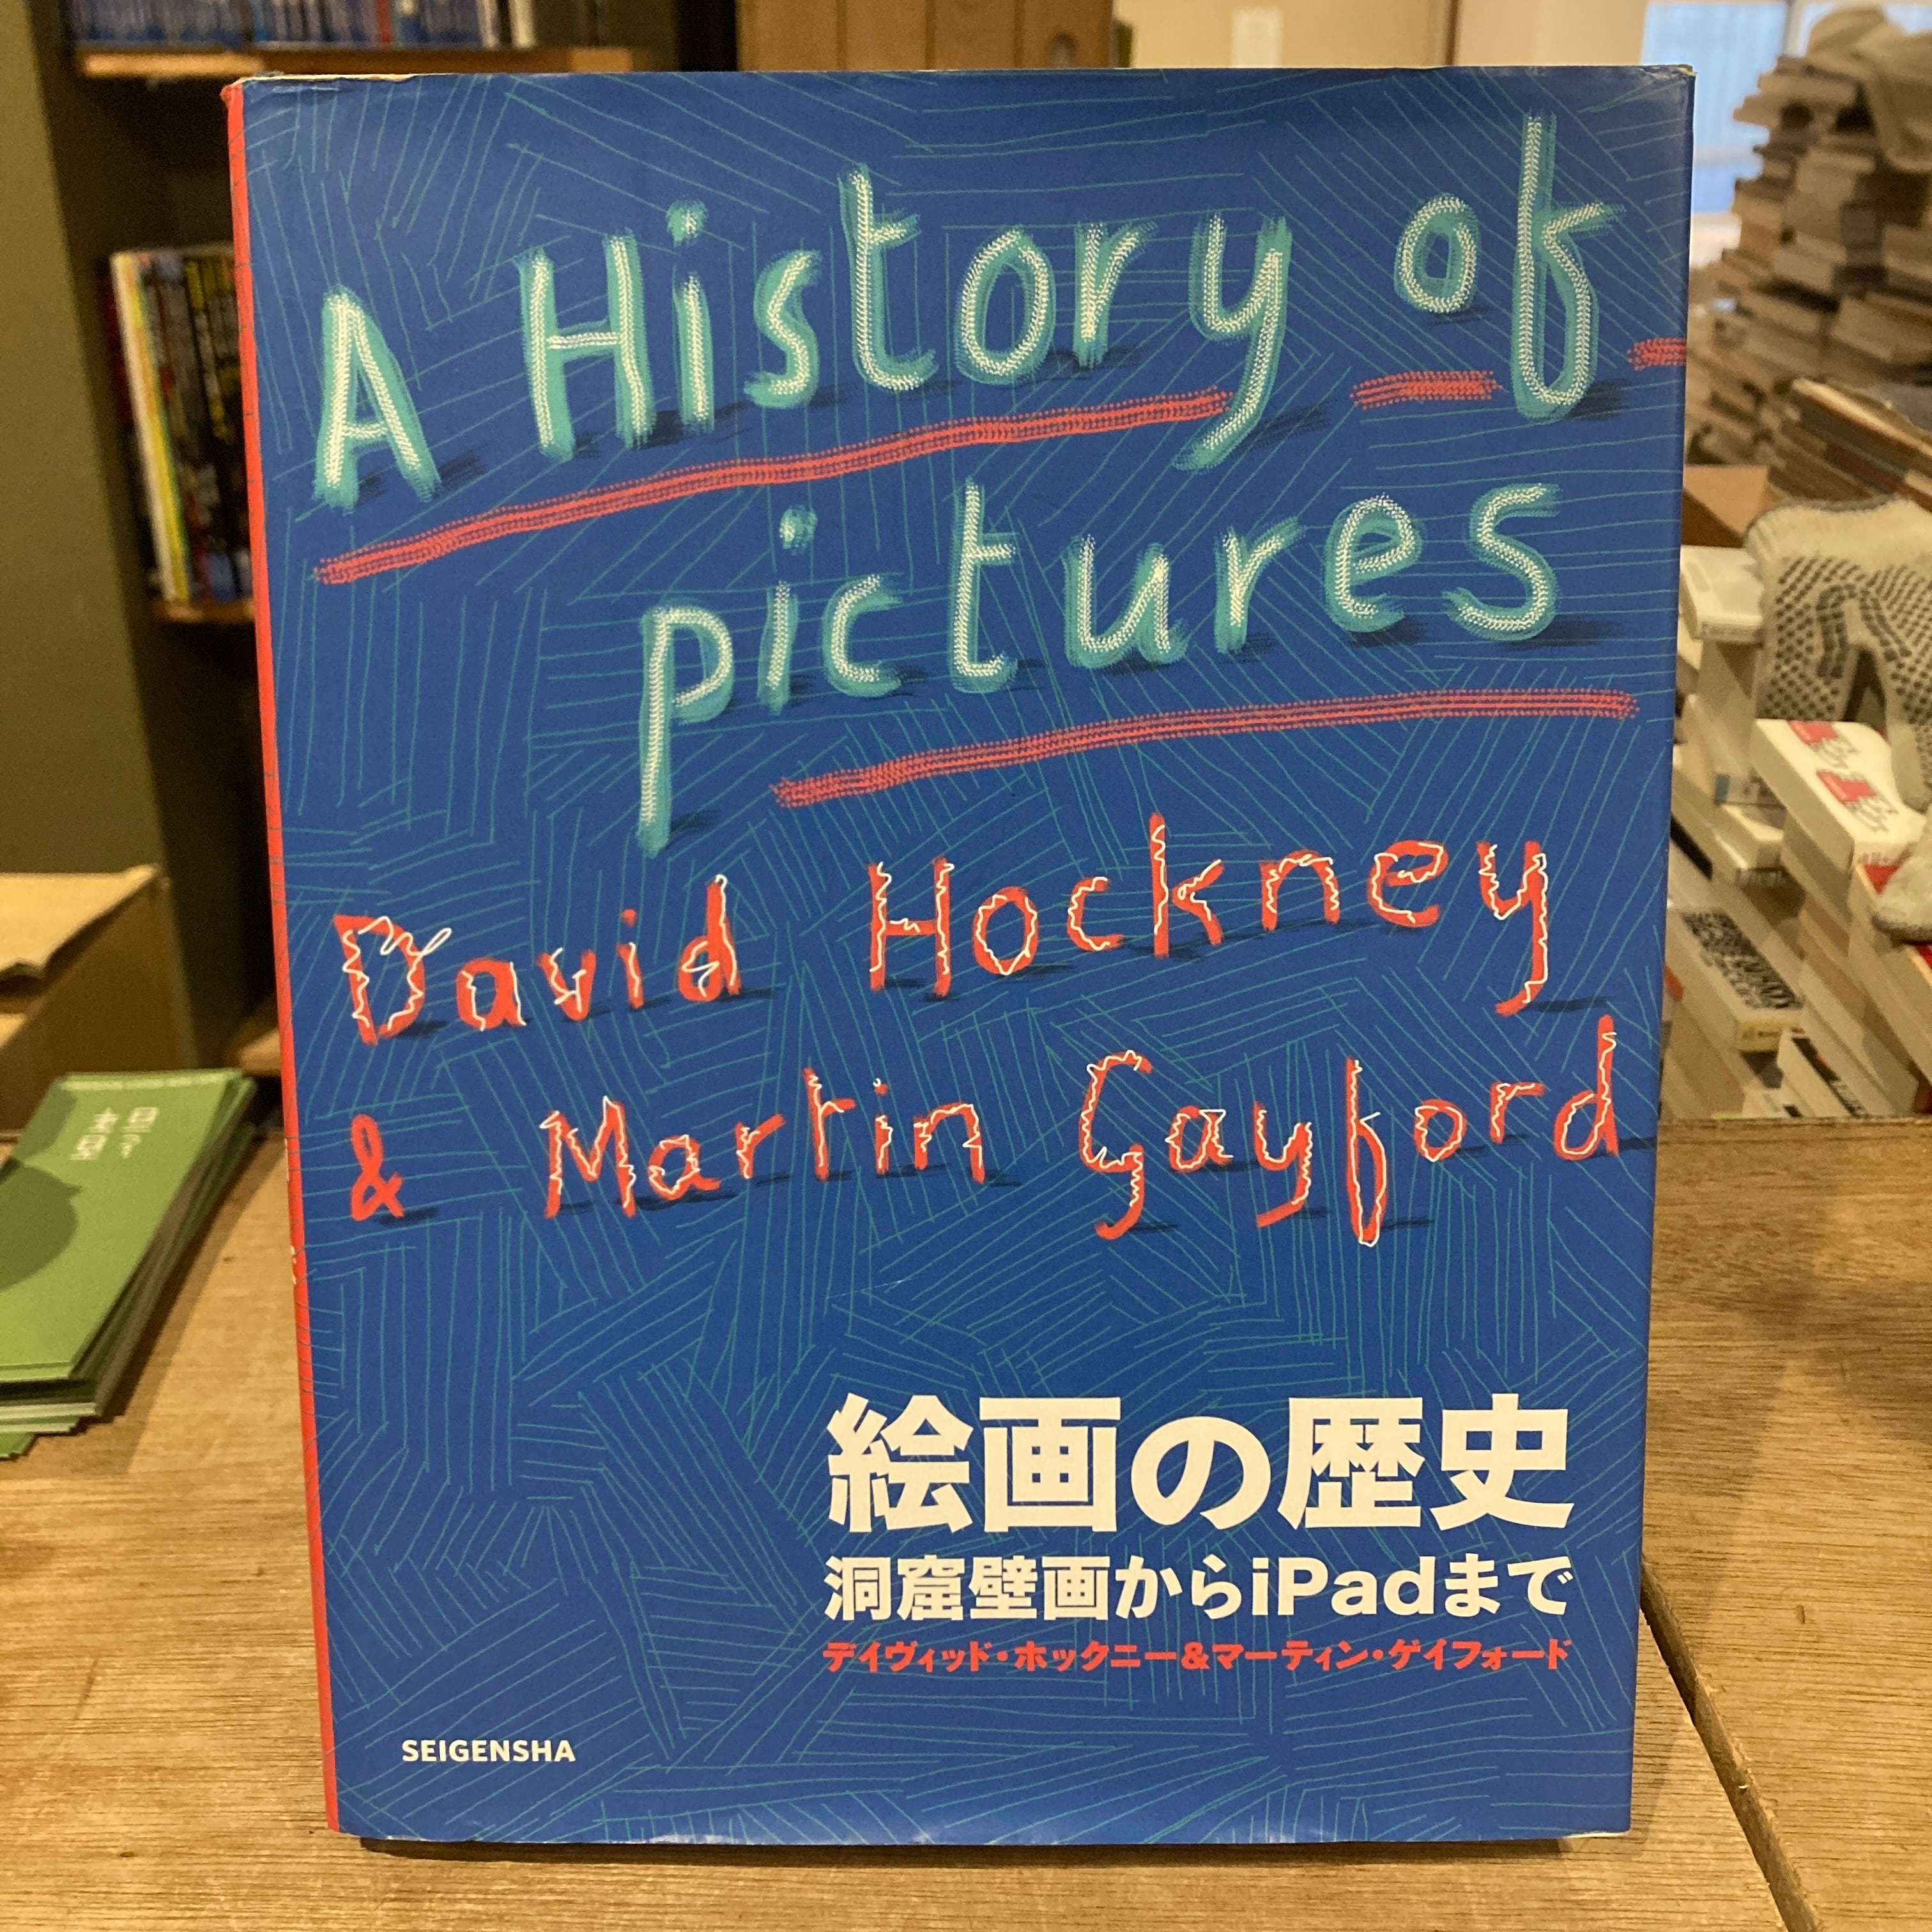 A History of
pictures
David Hockney
& Martin Gayford
絵画の歴史
洞窟壁画からiPadまで
デイヴィッド・ホックニー&マーティン・ゲイフォード
SEIGENSHA